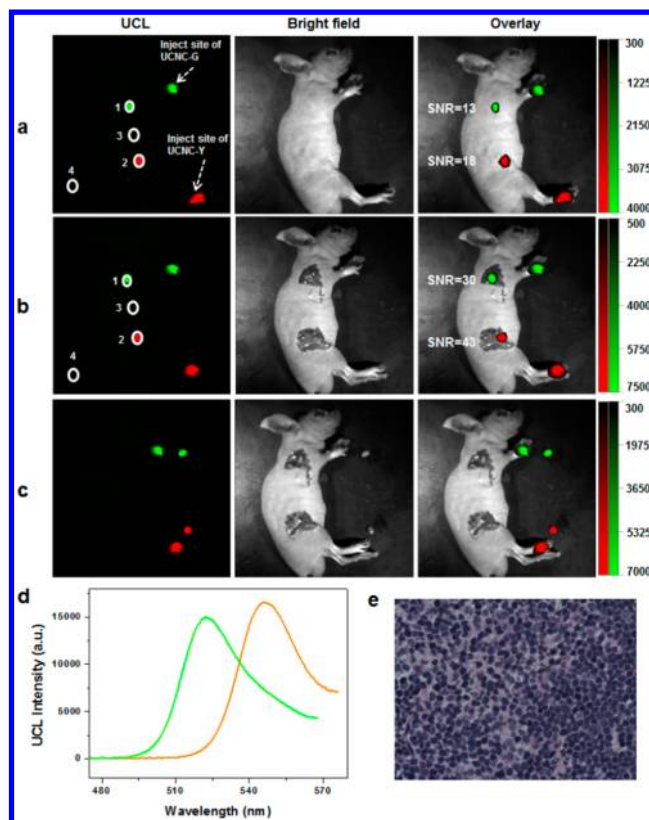 UCL
Bright field
Overlay
a
Inject site of
UCNC-G
1
3
Inject site of
UCNC-Y
2
4
SNR=13
SNR=18
300
1225
2150
3075
4000
b
1
3
2
4
SNR=30
SNR=43
500
2250
4000
5750
7500
c
300
1975
3650
5325
7000
d
UCL Intensity (a.u.)
15000
10000
5000
0
480
510
540
570
Wavelength (nm)
e